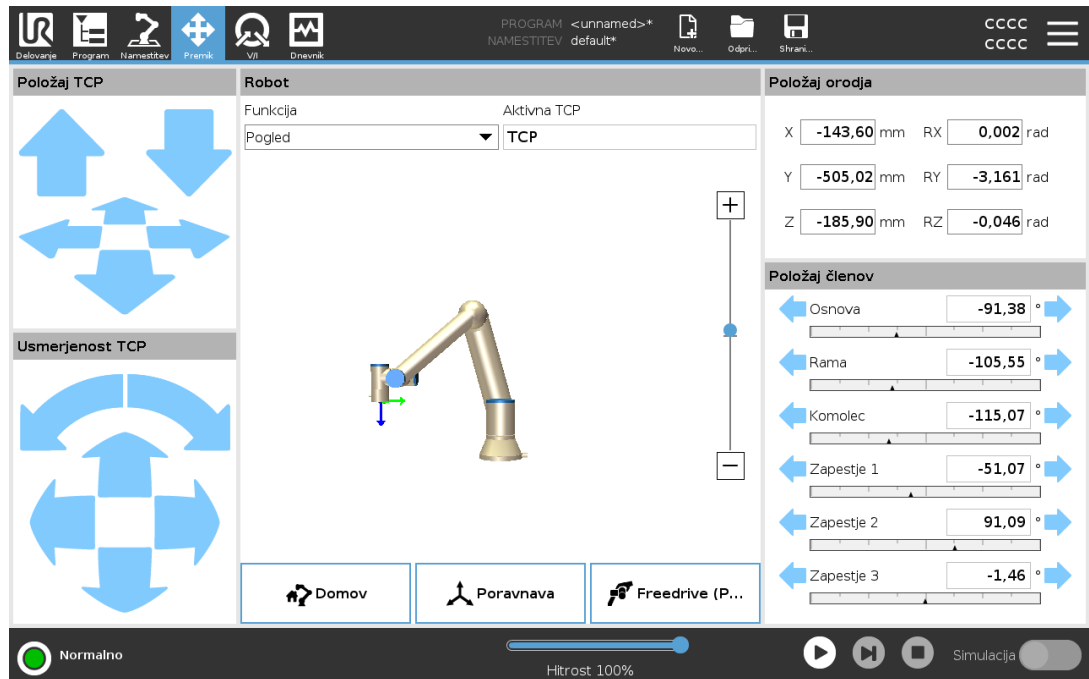 PROGRAM <unnamed>*
NAMESTITEV default*
CCCC
CCCC
Delovanje Program Namestitev Premik V/I Dnevnik Novo... Odpri... Shrani...
Položaj TCP
Robot
Položaj orodja
Funkcija Aktivna TCP
Pogled TCP
X -143,60 mm RX 0,002 rad
Y -505,02 mm RY -3,161 rad
Z -185,90 mm RZ -0,046 rad
Položaj členov
Osnova -91,38 °
Rama -105,55 °
Komolec -115,07 °
Zapestje 1 -51,07 °
Zapestje 2 91,09 °
Zapestje 3 -1,46 °
Usmerjenost TCP
Domov Poravnava Freedrive (P...
Normalno
Hitrost 100%
Simulacija